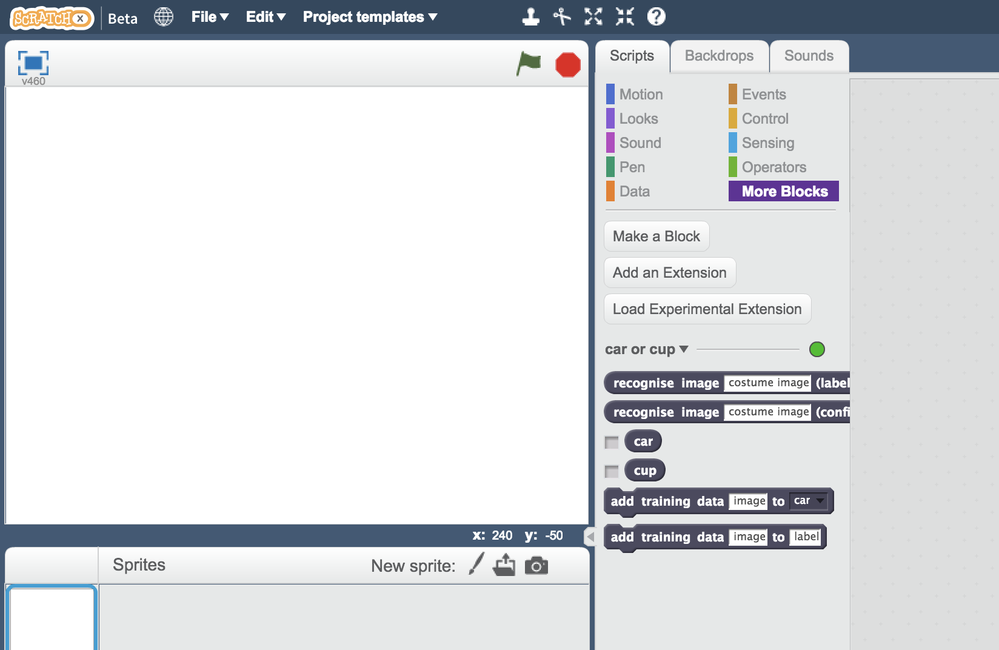 SCRATCH X Beta File Edit Project templates ?
v460
Scripts Backdrops Sounds
Motion Events
Looks Control
Sound Sensing
Pen Operators
Data More Blocks
Make a Block
Add an Extension
Load Experimental Extension
car or cup
recognise image costume image (label
recognise image costume image (confi
car
cup
add training data image to car
add training data image to label
x: 240 y: -50
Sprites New sprite: